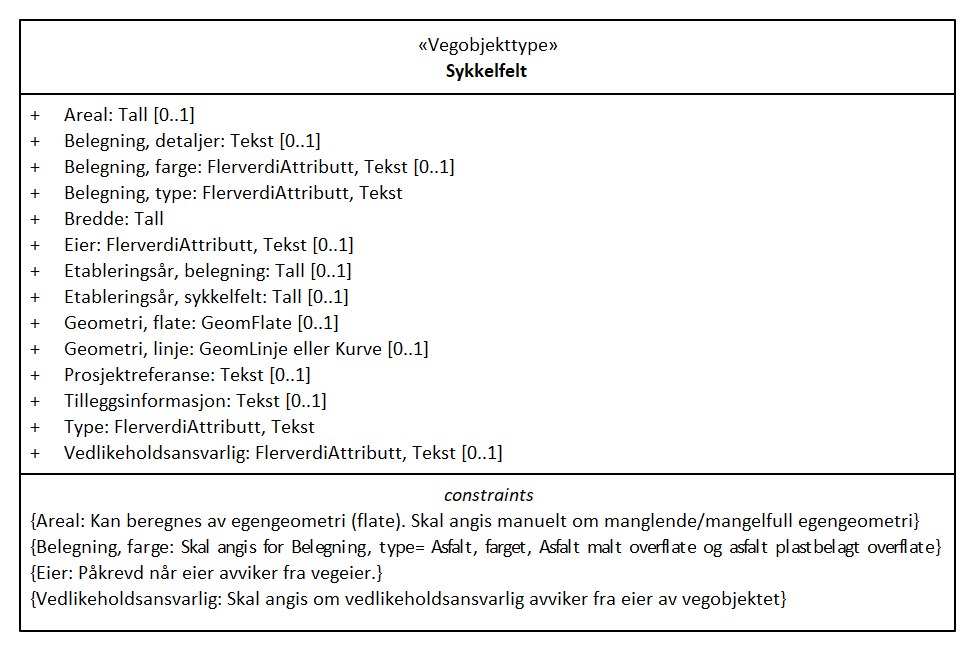 «Vegobjekttype»
Sykkelfelt
+ Areal: Tall [0..1]
+ Belegning, detaljer: Tekst [0..1]
+ Belegning, farge: FlerverdiAttributt, Tekst [0..1]
+ Belegning, type: FlerverdiAttributt, Tekst
+ Bredde: Tall
+ Eier: FlerverdiAttributt, Tekst [0..1]
+ Etableringsår, belegning: Tall [0..1]
+ Etableringsår, sykkelfelt: Tall [0..1]
+ Geometri, flate: GeomFlate [0..1]
+ Geometri, linje: GeomLinje eller Kurve [0..1]
+ Prosjektreferanse: Tekst [0..1]
+ Tilleggsinformasjon: Tekst [0..1]
+ Type: FlerverdiAttributt, Tekst
+ Vedlikeholdsansvarlig: FlerverdiAttributt, Tekst [0..1]
constraints
{Areal: Kan beregnes av egengeometri (flate). Skal angis manuelt om manglende/mangelfull egengeometri}
{Belegning, farge: Skal angis for Belegning, type= Asfalt, farget, Asfalt malt overflate og asfalt plastbelagt overflate}
{Eier: Påkrevd når eier avviker fra vegeier.}
{Vedlikeholdsansvarlig: Skal angis om vedlikeholdsansvarlig avviker fra eier av vegobjektet}